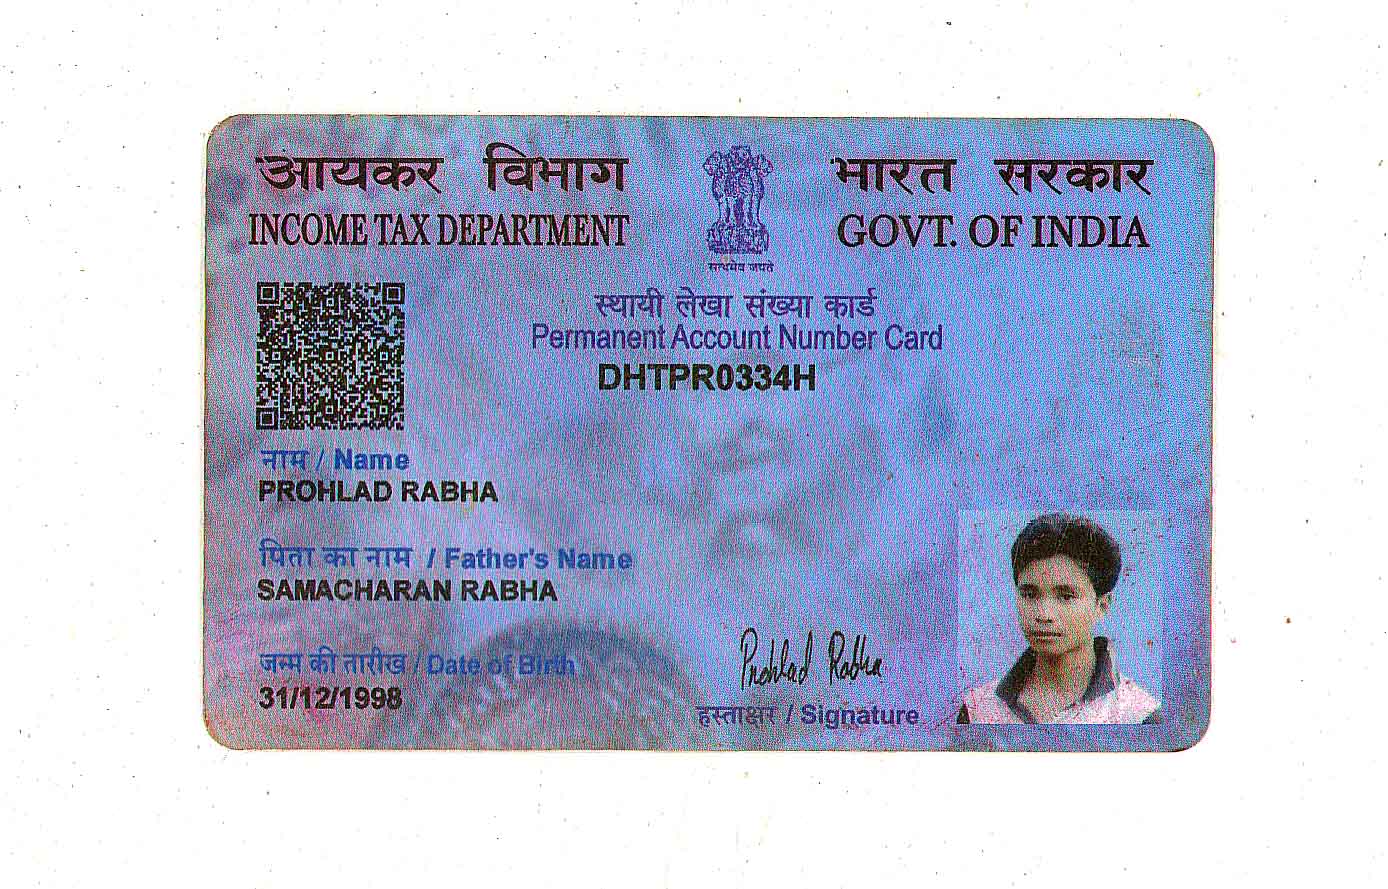 आयकर विभाग
INCOME TAX DEPARTMENT
सत्यमेव जयते
भारत सरकार
GOVT. OF INDIA
स्थायी लेखा संख्या कार्ड
Permanent Account Number Card
DHTPR0334H
नाम / Name
PROHLAD RABHA
पिता का नाम / Father's Name
SAMACHARAN RABHA
जन्म की तारीख / Date of Birth
31/12/1998
Prohlad Rabha
हस्ताक्षर / Signature